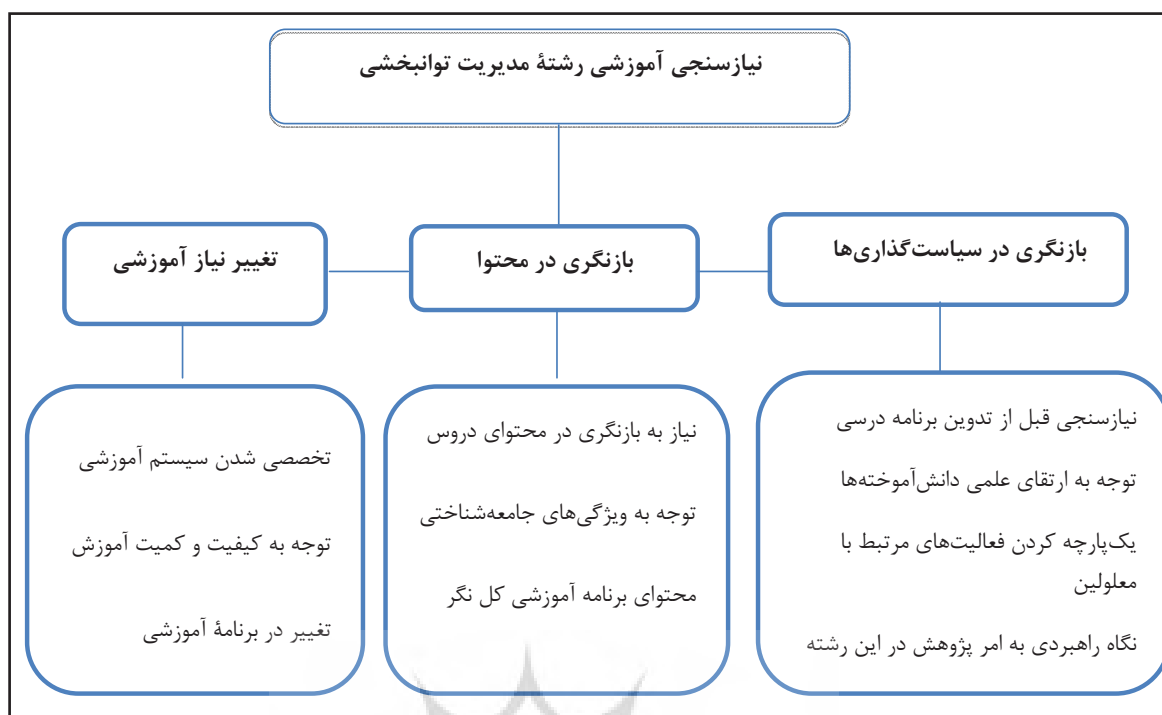 نیازسنجی آموزشی رشتۀ مدیریت توانبخشی
بازنگری در سیاست‌گذاری‌ها
بازنگری در محتوا
تغییر نیاز آموزشی
نیازسنجی قبل از تدوین برنامه درسی
توجه به ارتقای علمی دانش‌آموخته‌ها
یک‌پارچه کردن فعالیت‌های مرتبط با
معلولین
نگاه راهبردی به امر پژوهش در این رشته
نیاز به بازنگری در محتوای دروس
توجه به ویژگی‌های جامعه‌شناختی
محتوای برنامه آموزشی کل نگر
تخصصی شدن سیستم آموزشی
توجه به کیفیت و کمیت آموزش
تغییر در برنامۀ آموزشی